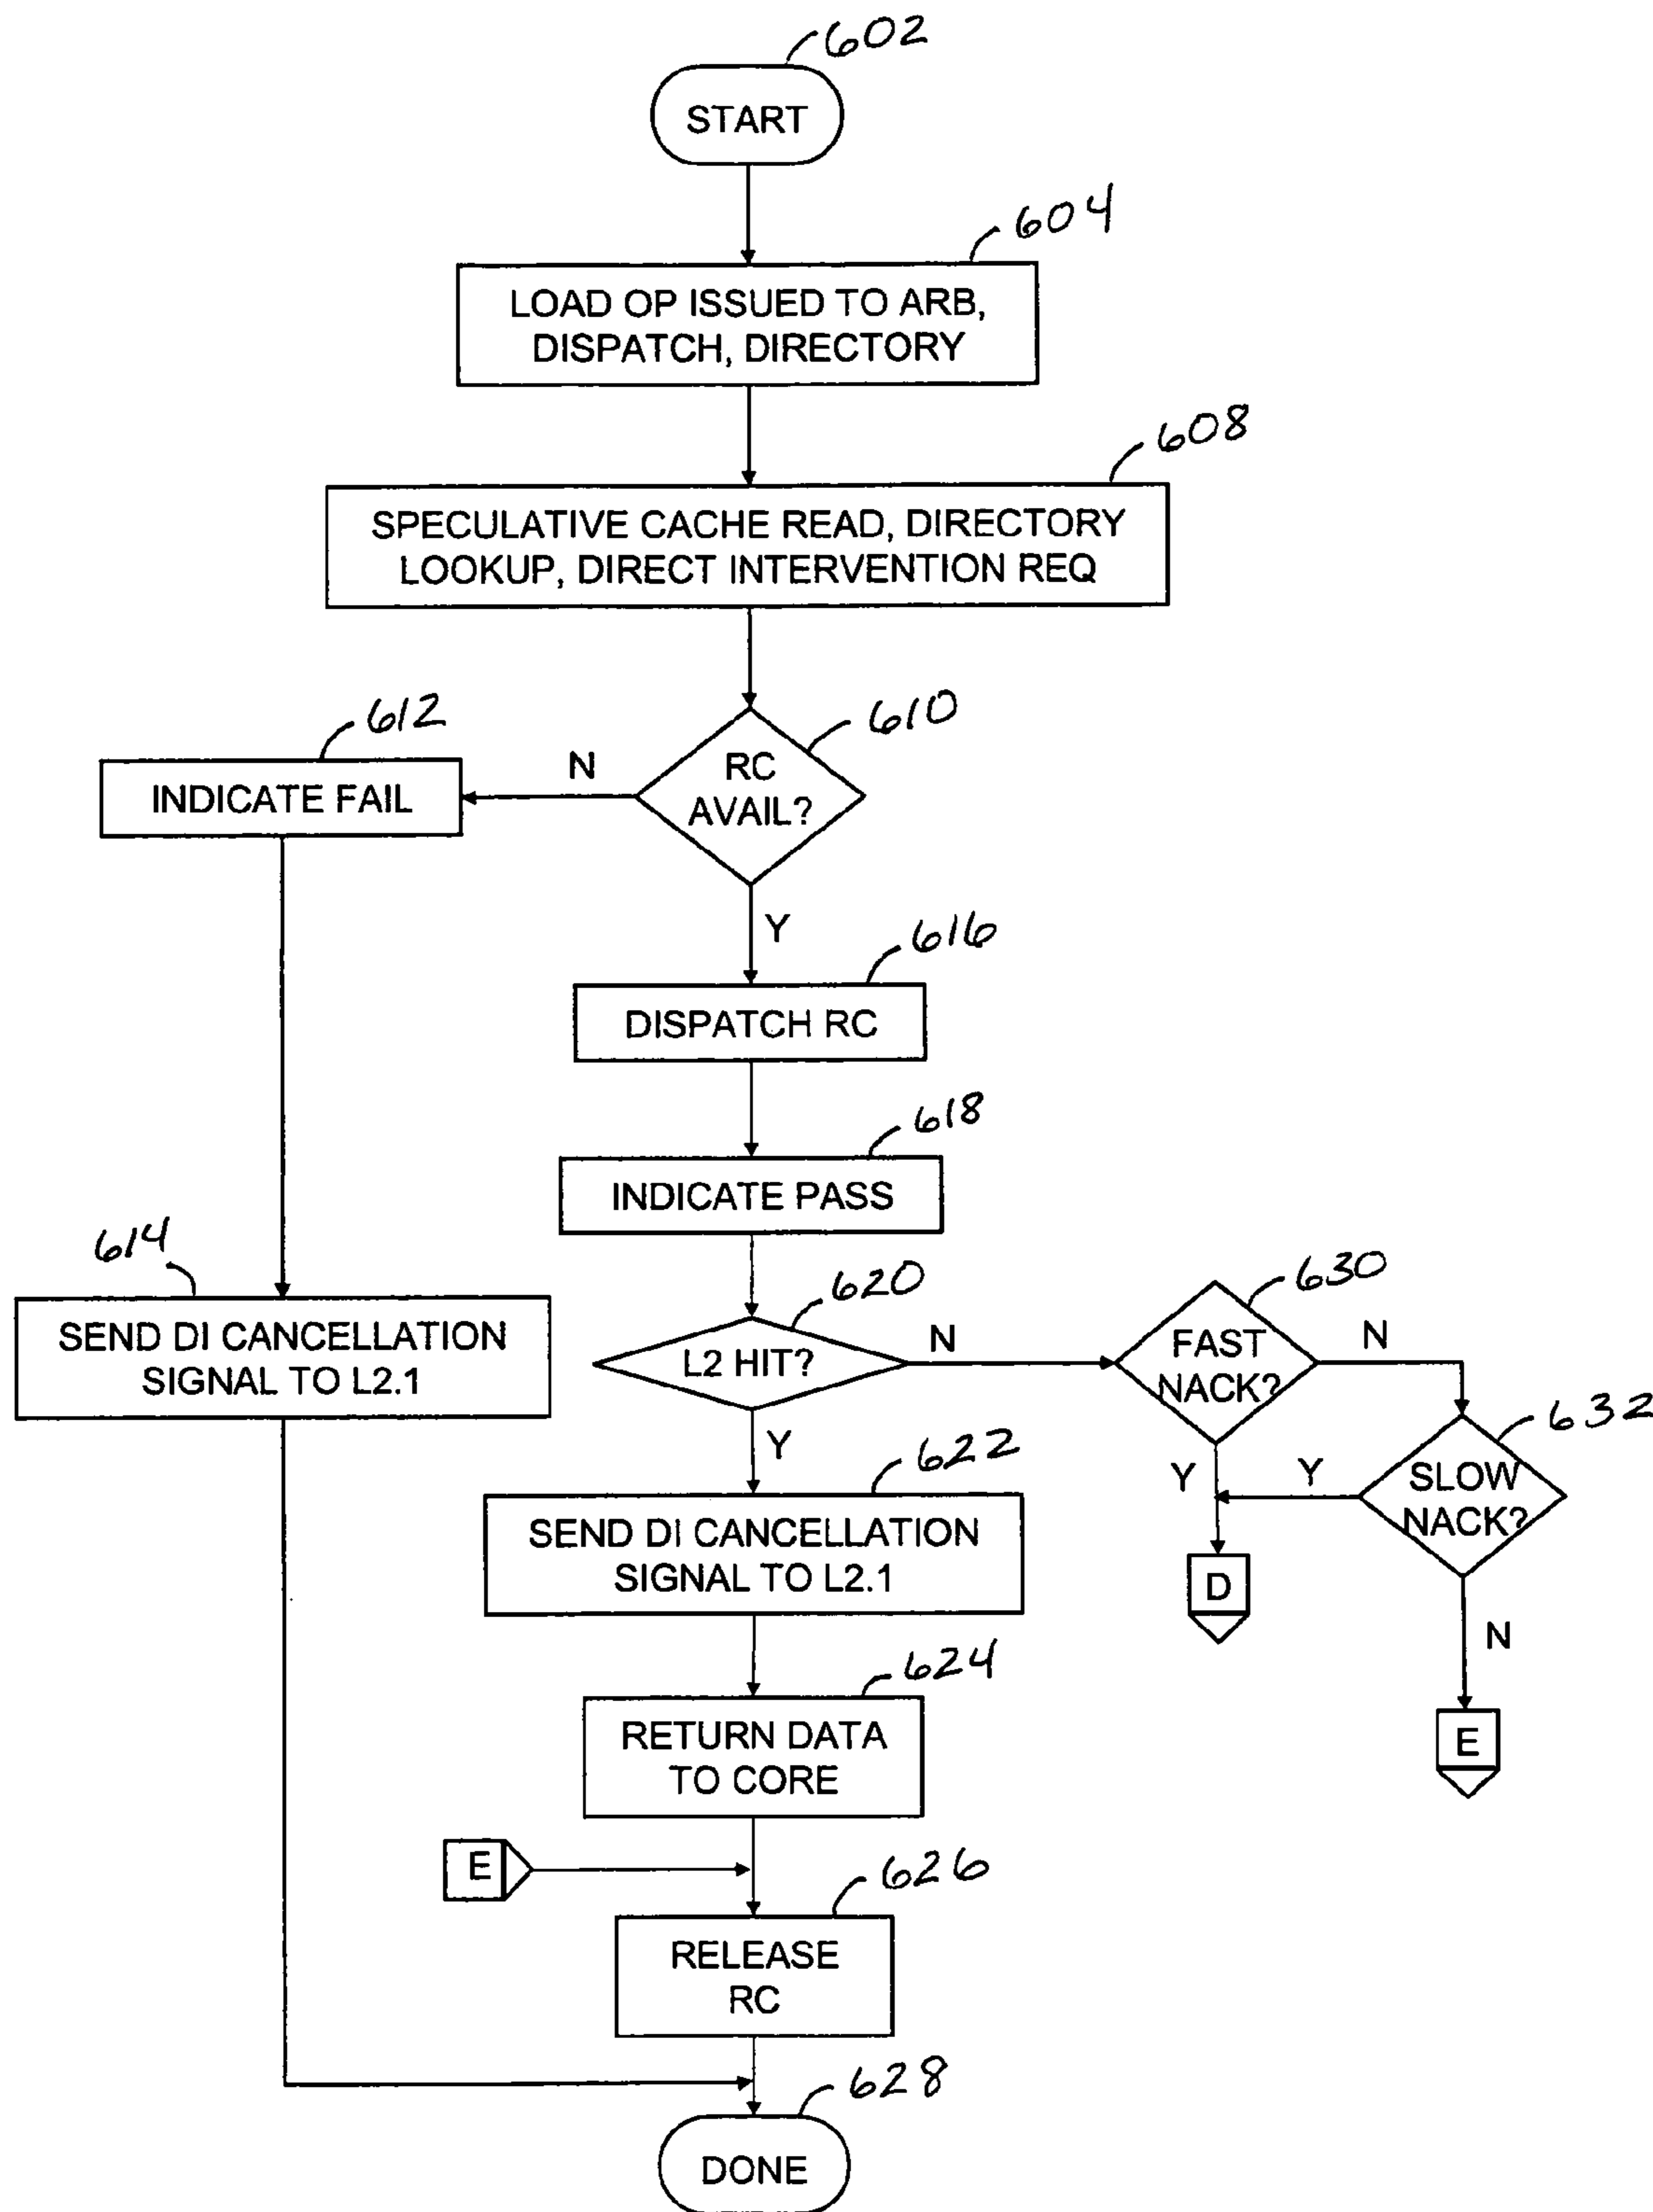 602
START
604
LOAD OP ISSUED TO ARB,
DISPATCH, DIRECTORY
608
SPECULATIVE CACHE READ, DIRECTORY
LOOKUP, DIRECT INTERVENTION REQ
610
RC
AVAIL?
N
612
INDICATE FAIL
Y
616
DISPATCH RC
618
INDICATE PASS
614
SEND DI CANCELLATION
SIGNAL TO L2.1
620
L2 HIT?
N
630
FAST
NACK?
N
632
SLOW
NACK?
Y
Y
D
N
E
Y
622
SEND DI CANCELLATION
SIGNAL TO L2.1
624
RETURN DATA
TO CORE
E
626
RELEASE
RC
628
DONE